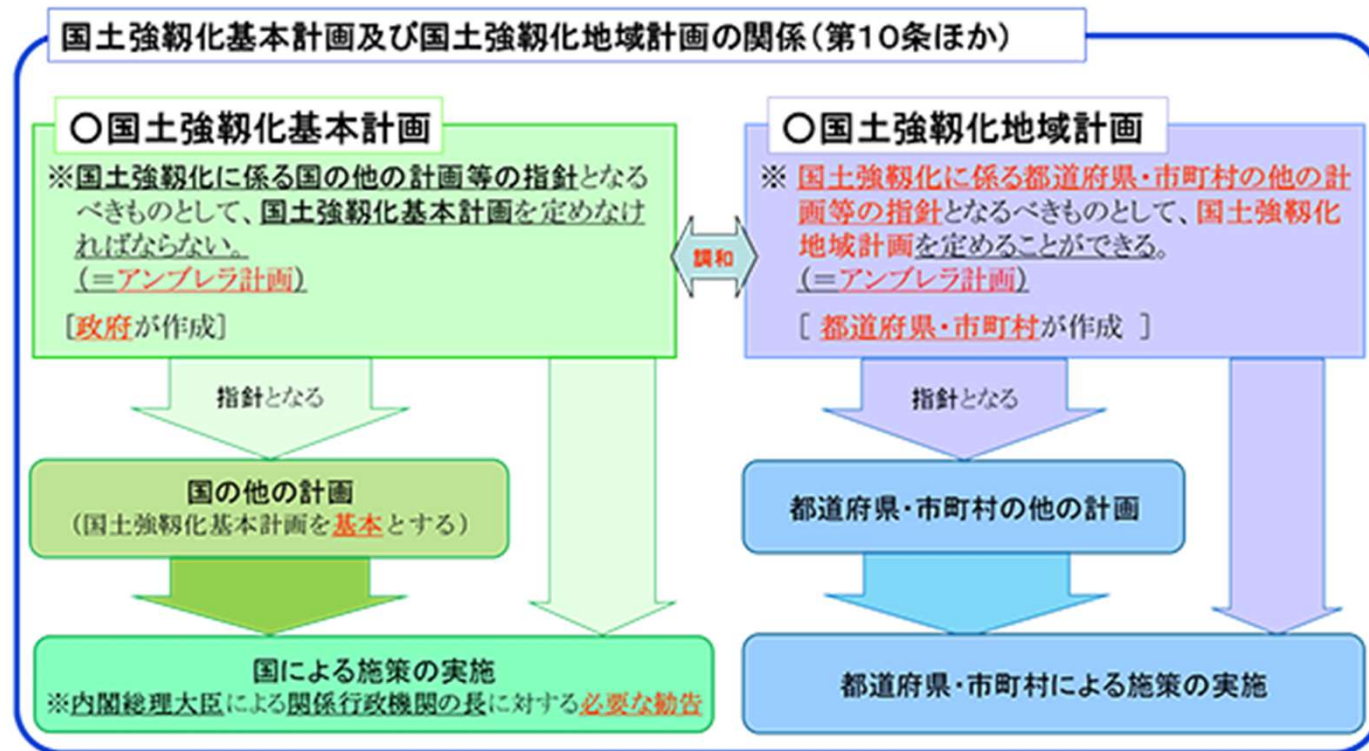 国土強靱化基本計画及び国土強靱化地域計画の関係(第10条ほか)
〇国土強靱化基本計画
※国土強靱化に係る国の他の計画等の指針となる
べきものとして、国土強靱化基本計画を定めなけ
ればならない。
(=アンブレラ計画)
[政府が作成]
調和
〇国土強靱化地域計画
※ 国土強靱化に係る都道府県・市町村の他の計
画等の指針となるべきものとして、国土強靱化
地域計画を定めることができる。
(=アンブレラ計画)
[ 都道府県・市町村が作成 ]
指針となる
国の他の計画
(国土強靱化基本計画を基本とする)
国による施策の実施
※内閣総理大臣による関係行政機関の長に対する必要な勧告
指針となる
都道府県・市町村の他の計画
都道府県・市町村による施策の実施